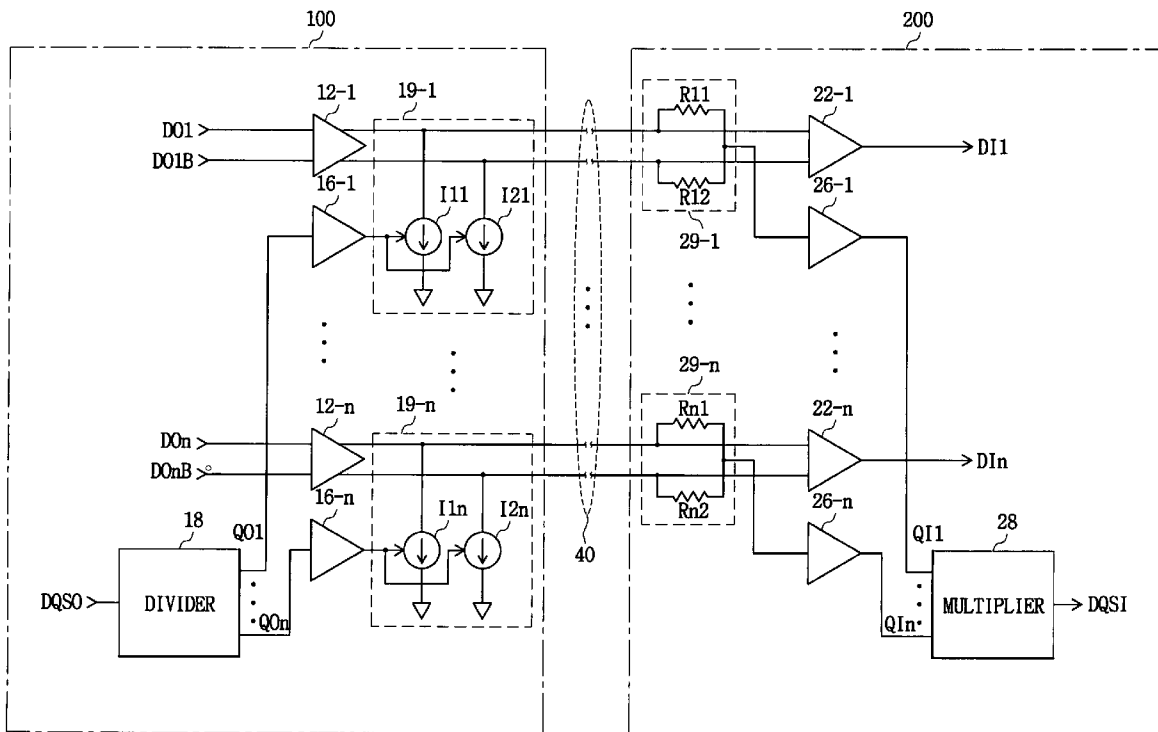 100
200
12-1
19-1
R11
22-1
DO1
DO1B
DI1
16-1
I11
I21
R12
26-1
29-1
12-n
19-n
29-n
Rn1
22-n
DOn
DOnB
DIn
16-n
I1n
I2n
Rn2
26-n
40
18
QO1
QI1
28
DQSO
DIVIDER
QOn
QIn
MULTIPLIER
DQSI